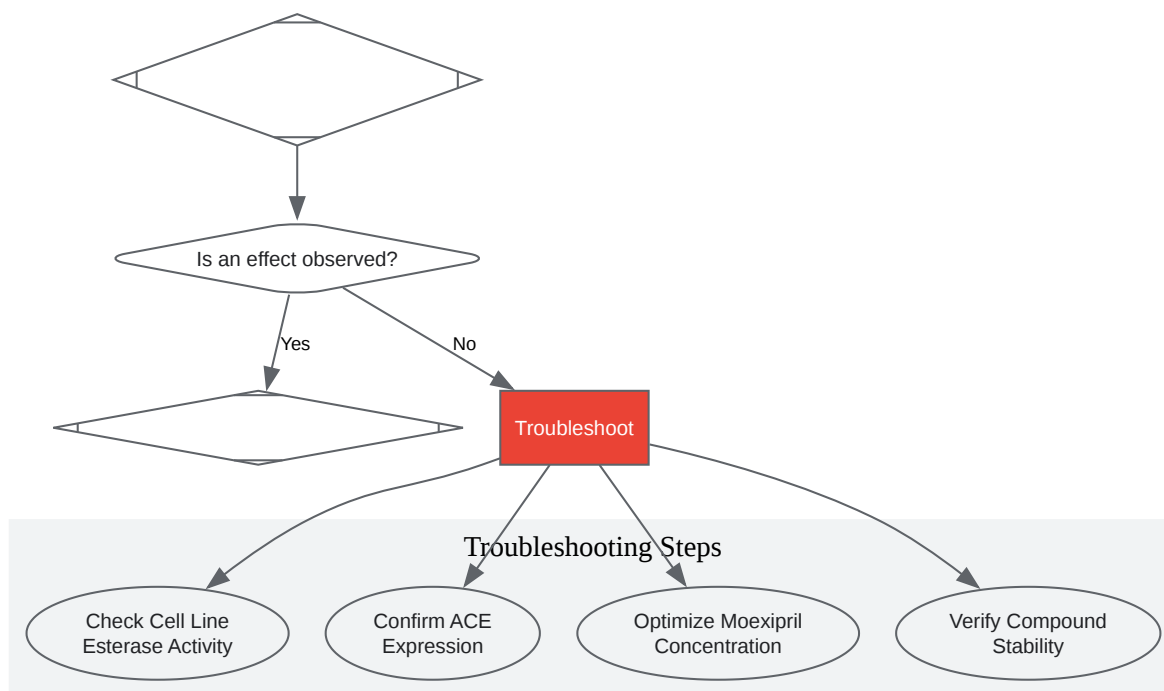 Is an effect observed?
Yes
No
Troubleshoot
Troubleshooting Steps
Check Cell Line
Esterase Activity
Confirm ACE
Expression
Optimize Moexipril
Concentration
Verify Compound
Stability